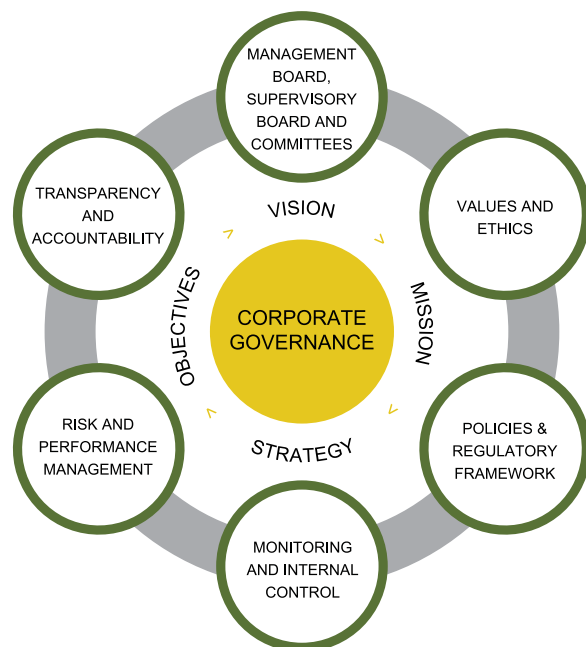 MANAGEMENT
BOARD,
SUPERVISORY
BOARD AND
COMMITTEES
TRANSPARENCY
AND
ACCOUNTABILITY
VALUES AND
ETHICS
VISION
OBJECTIVES
MISSION
CORPORATE
GOVERNANCE
STRATEGY
RISK AND
PERFORMANCE
MANAGEMENT
POLICIES &
REGULATORY
FRAMEWORK
MONITORING
AND INTERNAL
CONTROL